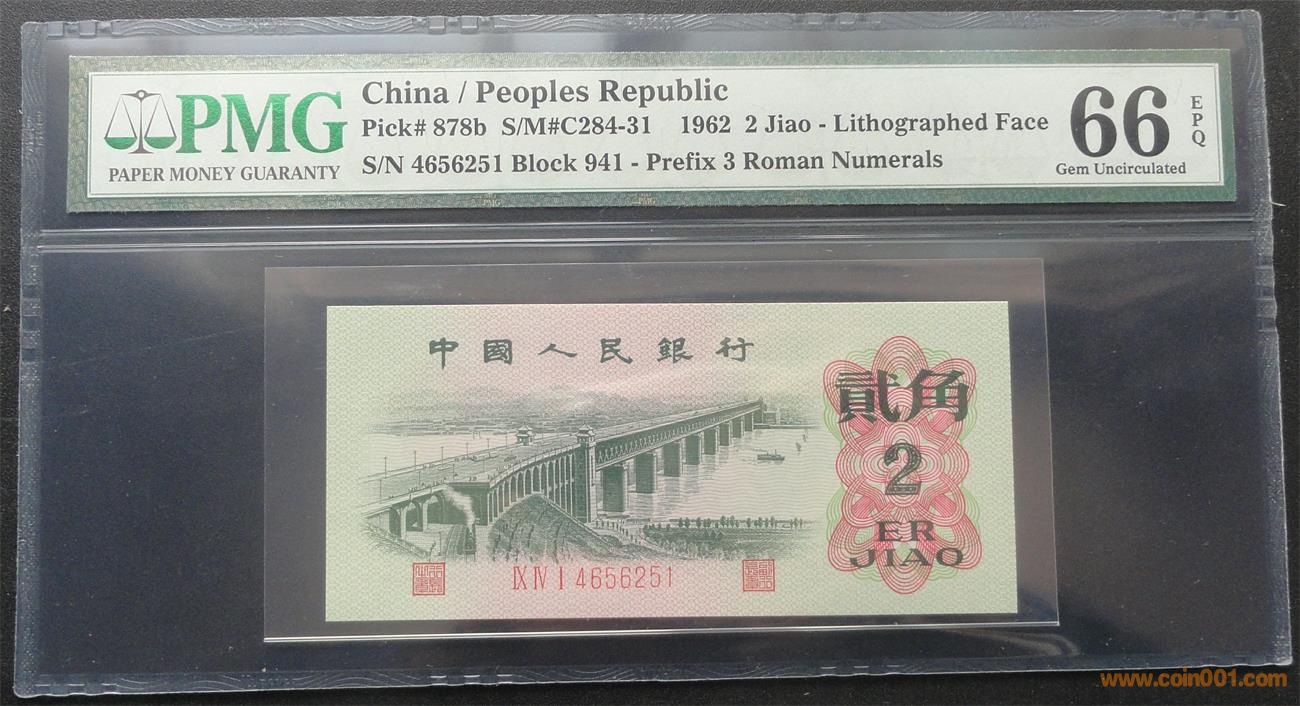 PMG
PAPER MONEY GUARANTY
China / Peoples Republic
Pick# 878b S/M#C284-31 1962 2 Jiao - Lithographed Face
S/N 4656251 Block 941 - Prefix 3 Roman Numerals
66
EPQ
Gem Uncirculated
中國人民銀行
貳角
2
ER
JIAO
IX IV I 4656251
www.coin001.com